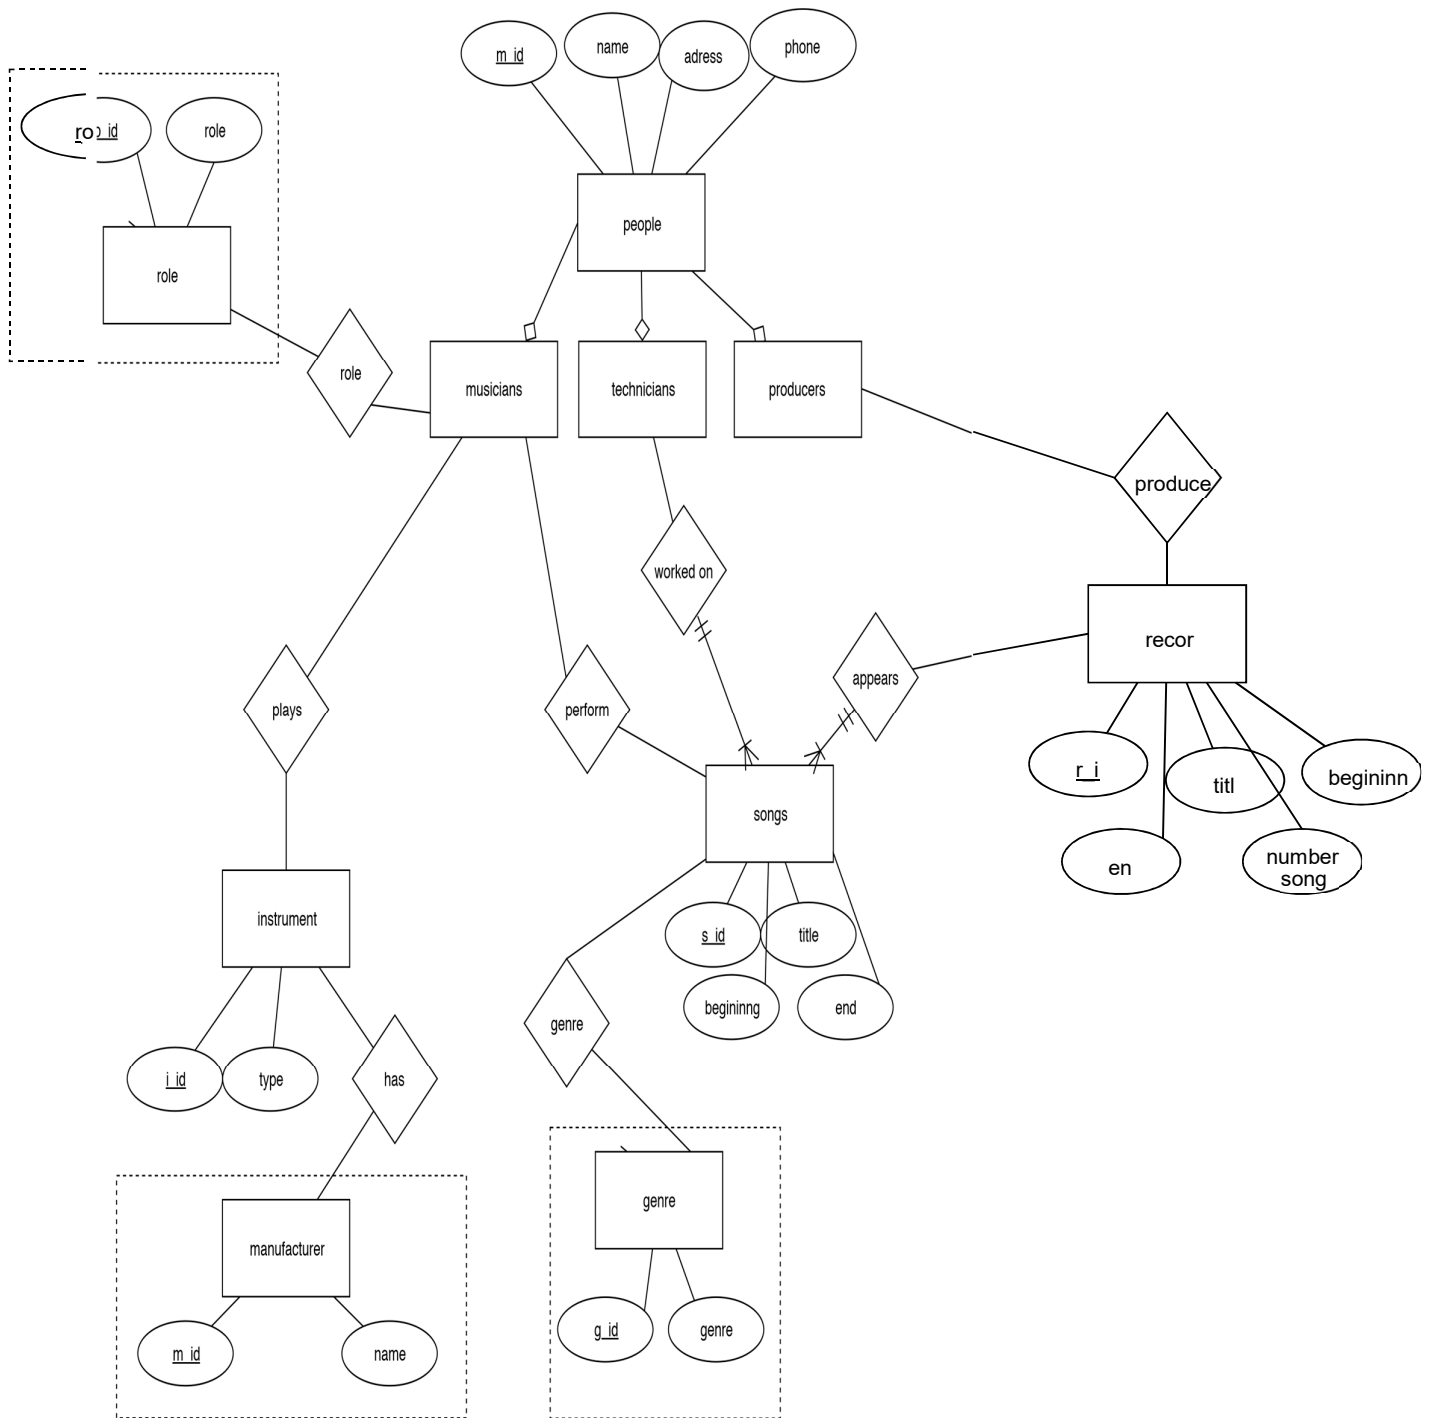 m_id
name
adress
phone
ro o_id
role
people
role
role
musicians
technicians
producers
produce
worked on
recor
appears
plays
perform
r_i
titl
begininn
songs
en
number
song
instrument
s_id
title
begininng
end
genre
i_id
type
has
genre
manufacturer
g_id
genre
m_id
name